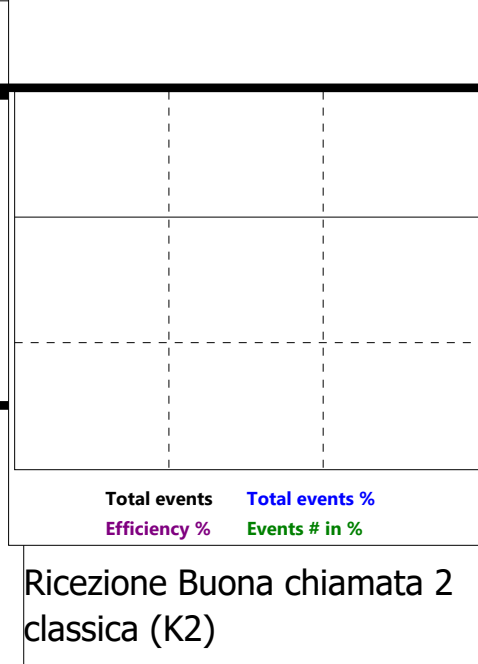 Total events Total events %
Efficiency % Events # in %
Ricezione Buona chiamata 2
classica (K2)